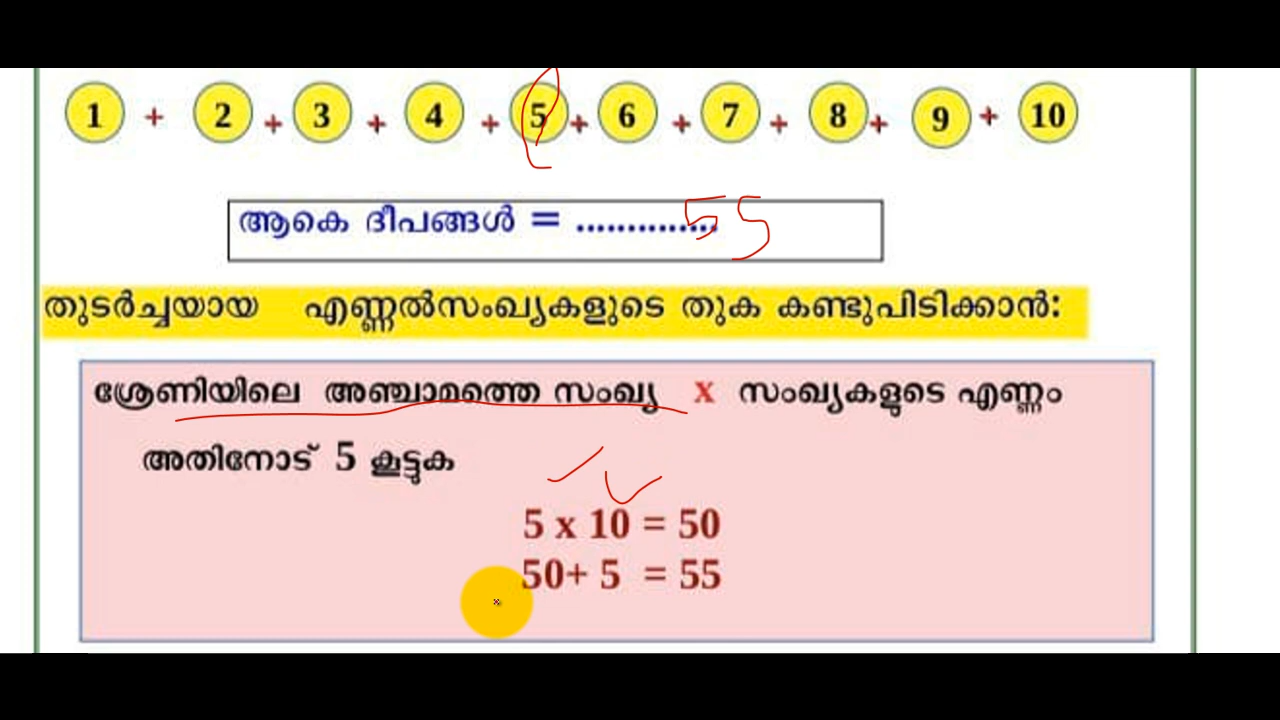 1 + 2 + 3 + 4 + 5 + 6 + 7 + 8 + 9 + 10
ആകെ ദീപങ്ങൾ = .............. 55
തുടർച്ചയായ എണ്ണൽസംഖ്യകളുടെ തുക കണ്ടുപിടിക്കാൻ:
ശ്രേണിയിലെ അഞ്ചാമത്തെ സംഖ്യ x സംഖ്യകളുടെ എണ്ണം
അതിനോട് 5 കൂട്ടുക
5 x 10 = 50
50+ 5 = 55